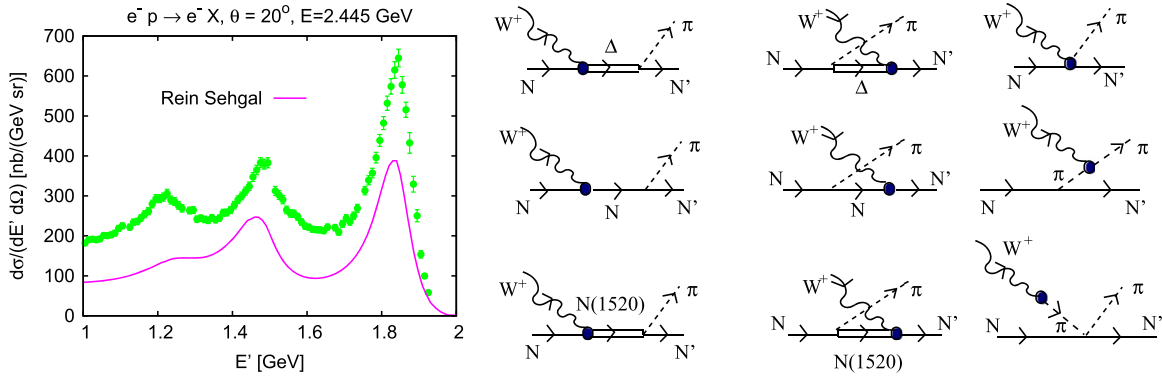 e⁻ p → e⁻ X, θ = 20°, E=2.445 GeV
dσ/(dE' dΩ) [nb/(GeV sr)]
700
600
500
400
300
200
100
0
Rein Sehgal
1 1.2 1.4 1.6 1.8 2
E' [GeV]
W⁺ Δ π
N N'
W⁺ π
N Δ N'
W⁺ π
N N'
W⁺ π
N N N'
W⁺ π
N N N'
W⁺ π
π
N N'
W⁺ N(1520) π
N N'
W⁺ π
N N'
N(1520)
W⁺ π
π
N N'